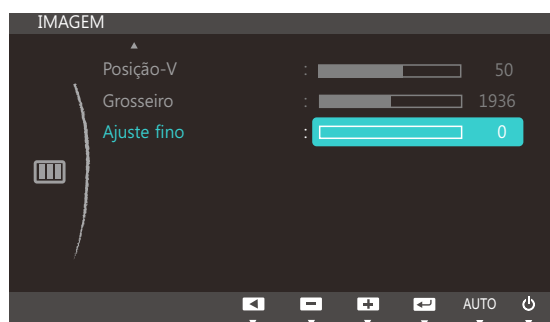 IMAGEM
Posição-V : 50
Grosseiro : 1936
Ajuste fino : 0
AUTO